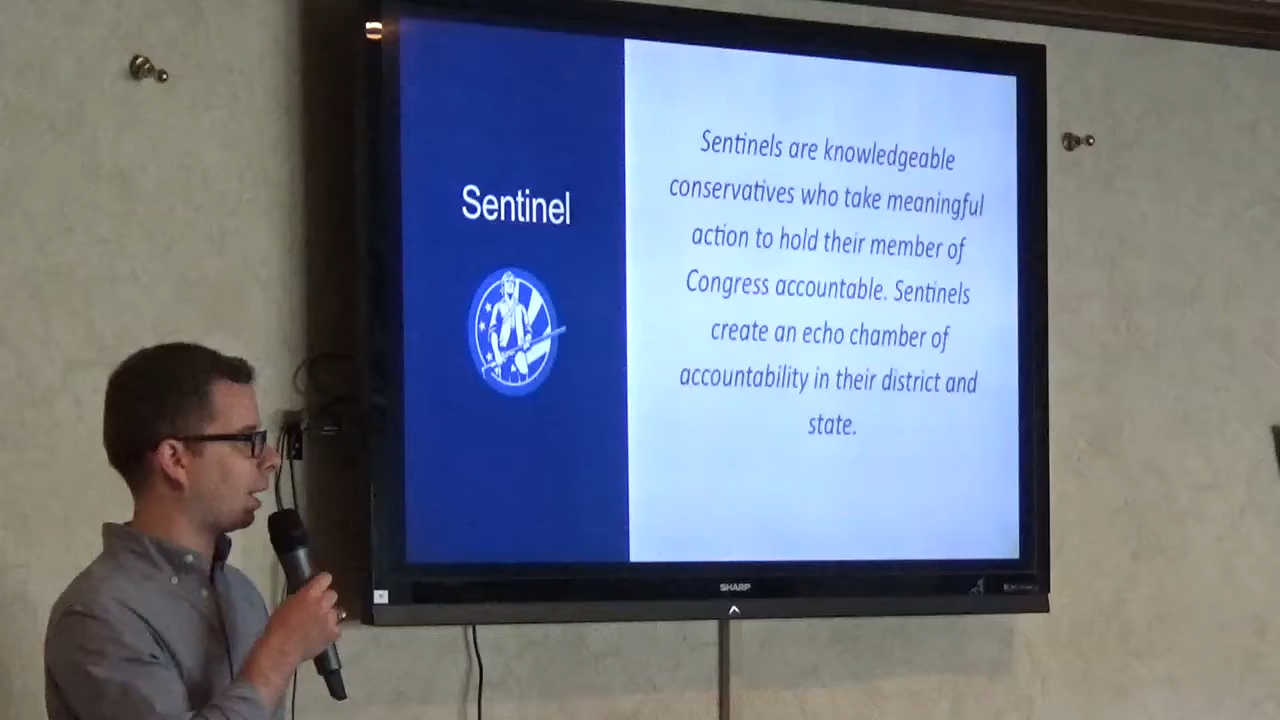 Sentinel
Sentinels are knowledgeable
conservatives who take meaningful
action to hold their member of
Congress accountable. Sentinels
create an echo chamber of
accountability in their district and
state.
SHARP